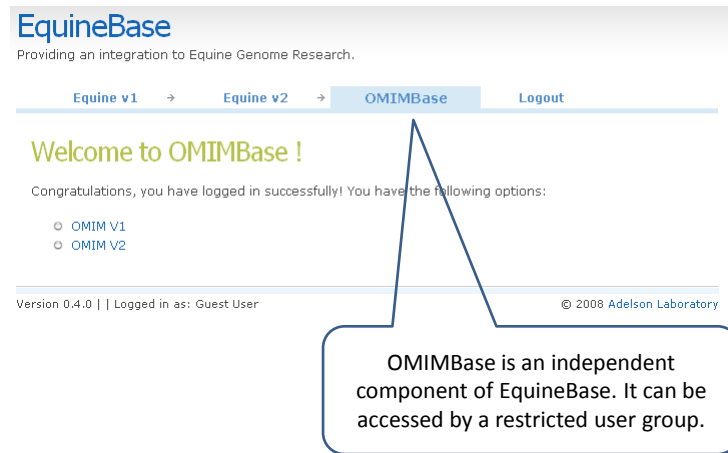 EquineBase
Providing an integration to Equine Genome Research.
Equine v1 → Equine v2 → OMIMBase Logout
Welcome to OMIMBase !
Congratulations, you have logged in successfully! You have the following options:
OMIM V1
OMIM V2
Version 0.4.0 | | Logged in as: Guest User © 2008 Adelson Laboratory
OMIMBase is an independent
component of EquineBase. It can be
accessed by a restricted user group.